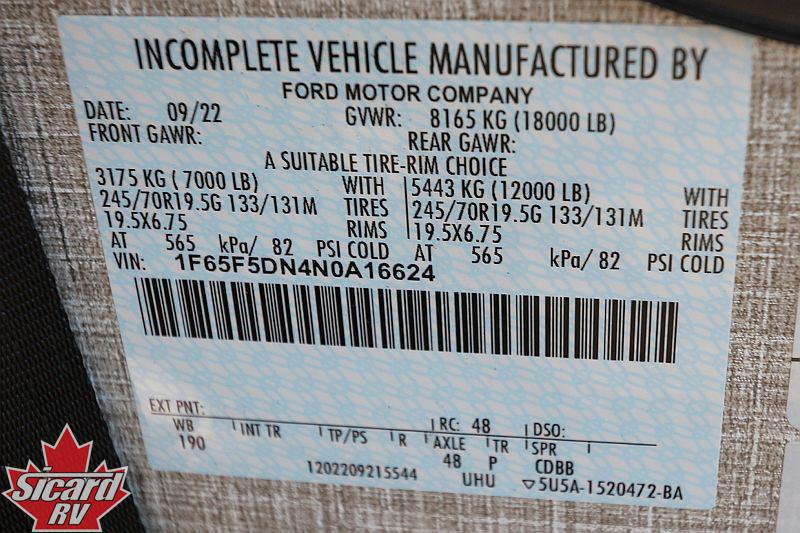 INCOMPLETE VEHICLE MANUFACTURED BY
FORD MOTOR COMPANY
DATE: 09/22 GVWR: 8165 KG (18000 LB)
FRONT GAWR: REAR GAWR:
A SUITABLE TIRE-RIM CHOICE
3175 KG (7000 LB) WITH 5443 KG (12000 LB) WITH
245/70R19.5G 133/131M TIRES 245/70R19.5G 133/131M TIRES
19.5X6.75 RIMS 19.5X6.75 RIMS
AT 565 kPa/ 82 PSI COLD AT 565 kPa/ 82 PSI COLD
VIN: 1F65F5DN4N0A16624
EXT PNT: RC: 48 DSO:
WB INT TR TP/PS R AXLE TR SPR
190 48 P CDBB
1202209215544 UHU 5U5A-1520472-BA
Sicard
RV